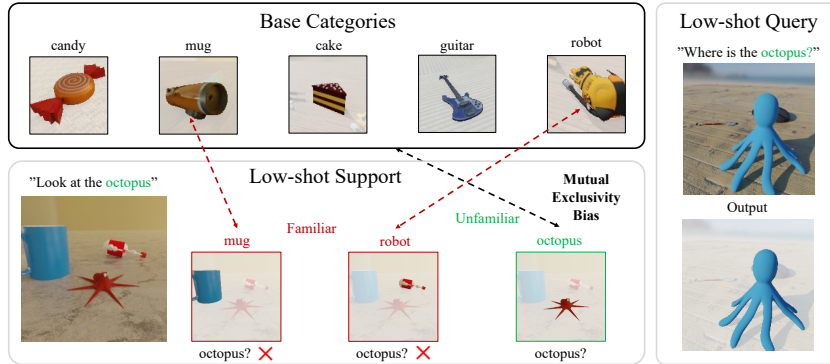 Base Categories
candy
mug
cake
guitar
robot
"Look at the octopus"
Low-shot Support
Mutual
Exclusivity
Bias
Familiar
Unfamiliar
mug
robot
octopus
octopus?
octopus?
octopus?
Low-shot Query
"Where is the octopus?"
Output